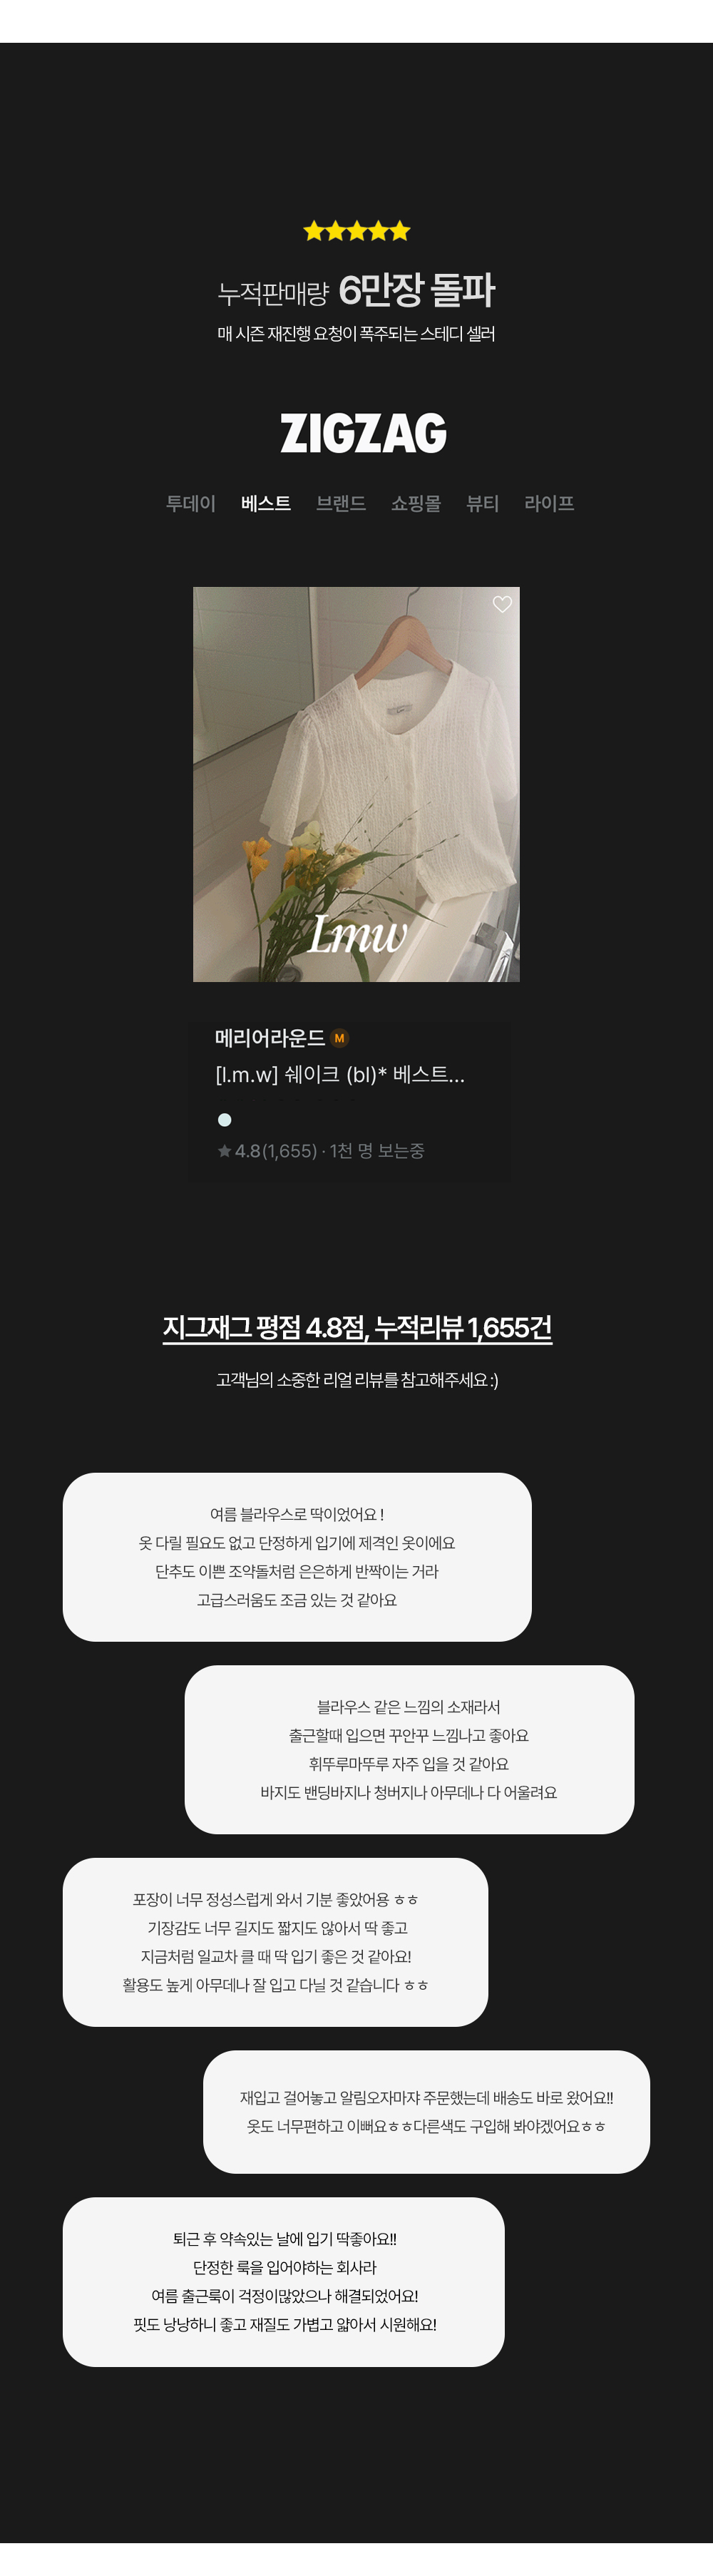 누적판매량 6만장 돌파
매 시즌 재진행 요청이 폭주되는 스테디 셀러
ZIGZAG
투데이 베스트 브랜드 쇼핑몰 뷰티 라이프
Lmw
메리어라운드 M
[l.m.w] 쉐이크 (bl)* 베스트...
4.8(1,655) · 1천 명 보는중
지그재그 평점 4.8점, 누적리뷰 1,655건
고객님의 소중한 리얼 리뷰를 참고해주세요 :)
여름 블라우스로 딱이었어요 !
옷 다릴 필요도 없고 단정하게 입기에 제격인 옷이에요
단추도 이쁜 조약돌처럼 은은하게 반짝이는 거라
고급스러움도 조금 있는 것 같아요
블라우스 같은 느낌의 소재라서
출근할때 입으면 꾸안꾸 느낌나고 좋아요
휘뚜루마뚜루 자주 입을 것 같아요
바지도 밴딩바지나 청버지나 아무데나 다 어울려요
포장이 너무 정성스럽게 와서 기분 좋았어용 ㅎㅎ
기장감도 너무 길지도 짧지도 않아서 딱 좋고
지금처럼 일교차 클 때 딱 입기 좋은 것 같아요!
활용도 높게 아무데나 잘 입고 다닐 것 같습니다 ㅎㅎ
재입고 걸어놓고 알림오자마쟈 주문했는데 배송도 바로 왔어요!!
옷도 너무편하고 이뻐요ㅎㅎ다른색도 구입해 봐야겠어요ㅎㅎ
퇴근 후 약속있는 날에 입기 딱좋아요!!
단정한 룩을 입어야하는 회사라
여름 출근룩이 걱정이많았으나 해결되었어요!
핏도 낭낭하니 좋고 재질도 가볍고 얇아서 시원해요!